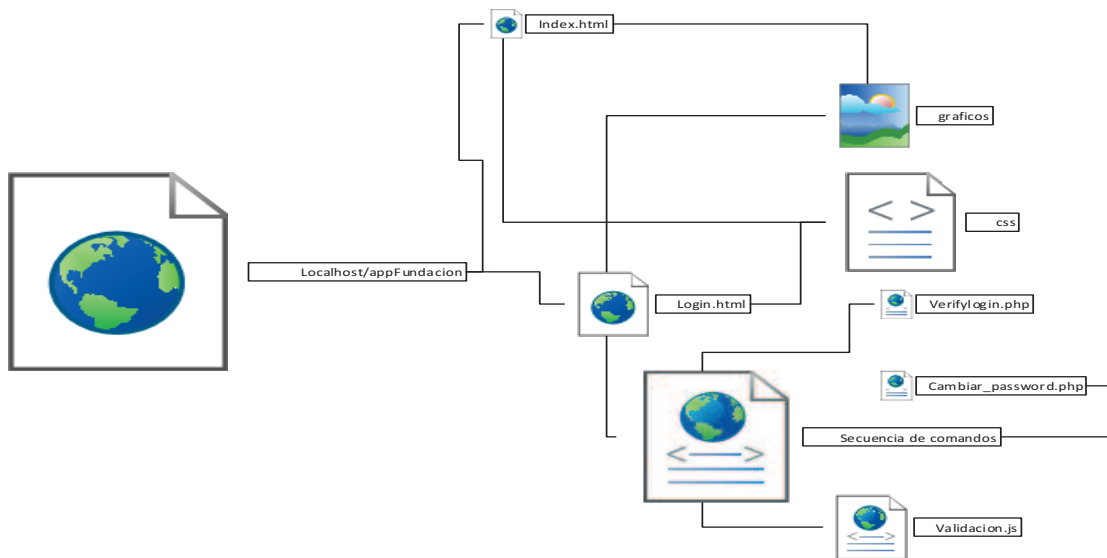 Index.html
graficos
css
Localhost/appFundacion
Login.html
Verifylogin.php
Cambiar_password.php
Secuencia de comandos
Validacion.js